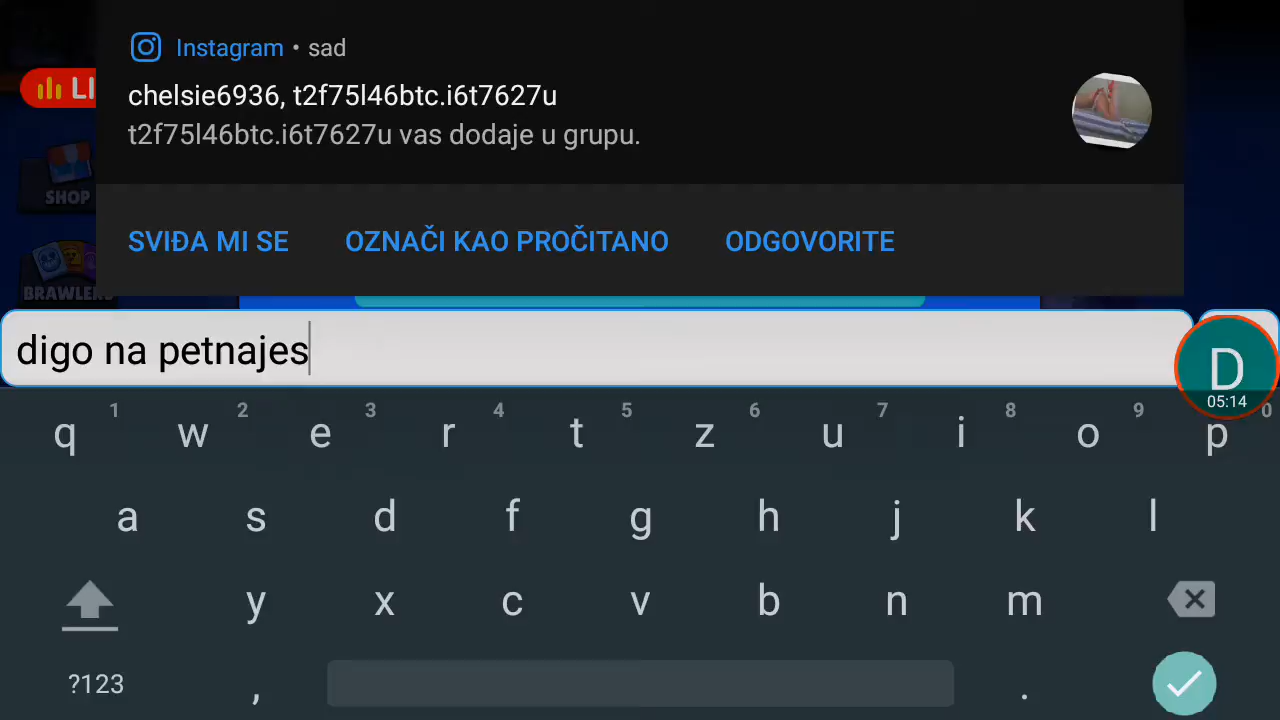 Instagram • sad
chelsie6936, t2f75l46btc.i6t7627u
t2f75l46btc.i6t7627u vas dodaje u grupu.
LI
SHOP
SVIĐA MI SE OZNAČI KAO PROČITANO ODGOVORITE
BRAWLERS
digo na petnajes
D
05:14
1 2 3 4 5 6 7 8 9 0
q w e r t z u i o p
a s d f g h j k l
y x c v b n m
?123 , .